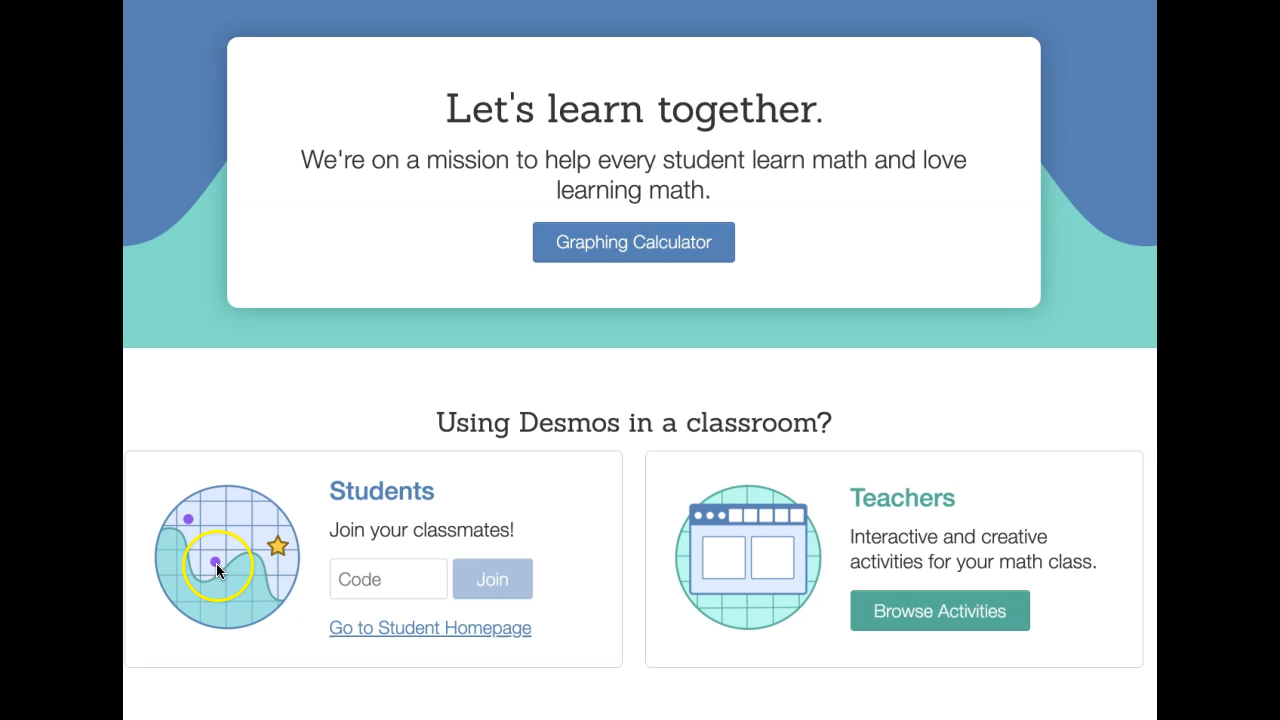 Let's learn together.
We're on a mission to help every student learn math and love
learning math.
Graphing Calculator
Using Desmos in a classroom?
Students
Join your classmates!
Code
Join
Go to Student Homepage
Teachers
Interactive and creative
activities for your math class.
Browse Activities